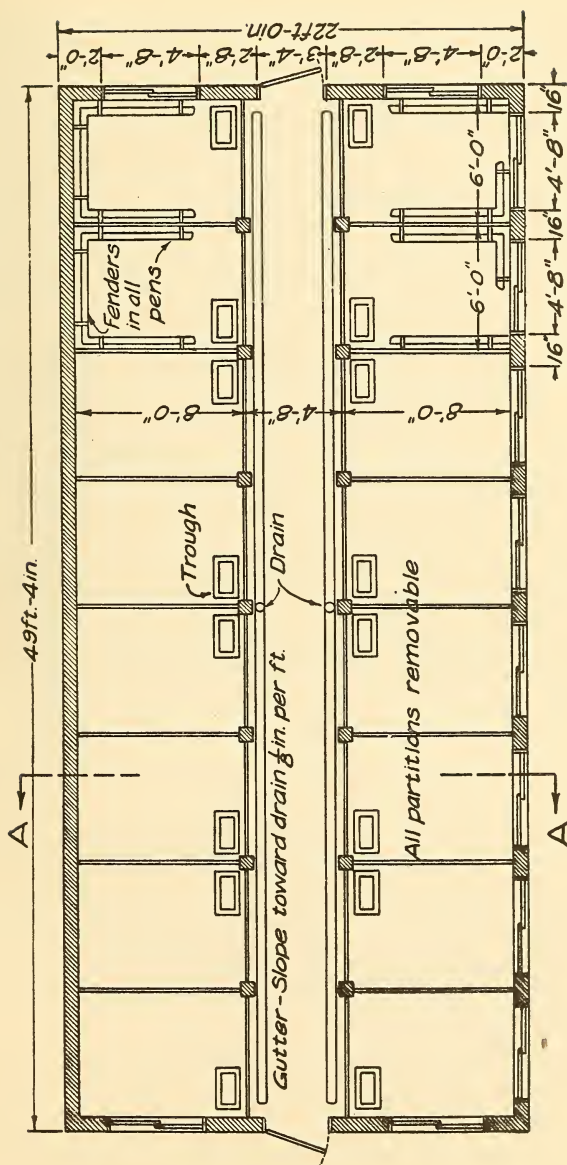 49ft.-4in.
22ft-0in.
2'-0"
4'-8"
2'-8"
3'-4"
2'-8"
4'-8"
2'-0"
Fenders
in all
pens
Trough
Drain
Gutter-Slope toward drain ⅛in. per ft.
All partitions removable
8'-0"
4'-8"
8'-0"
6'-0"
6'-0"
16"
4'-8"
16"
4'-8"
16"
A
A